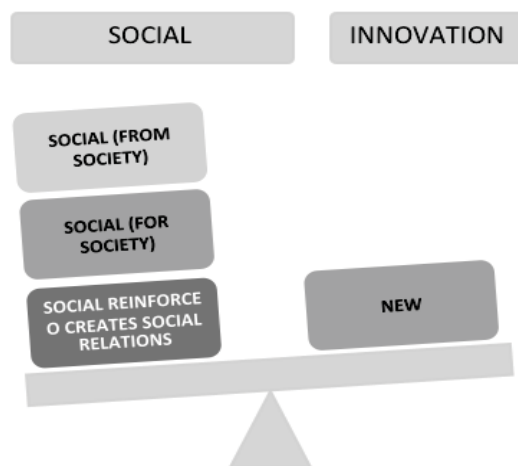 SOCIAL
INNOVATION
SOCIAL (FROM
SOCIETY)
SOCIAL (FOR
SOCIETY)
SOCIAL REINFORCE
O CREATES SOCIAL
RELATIONS
NEW